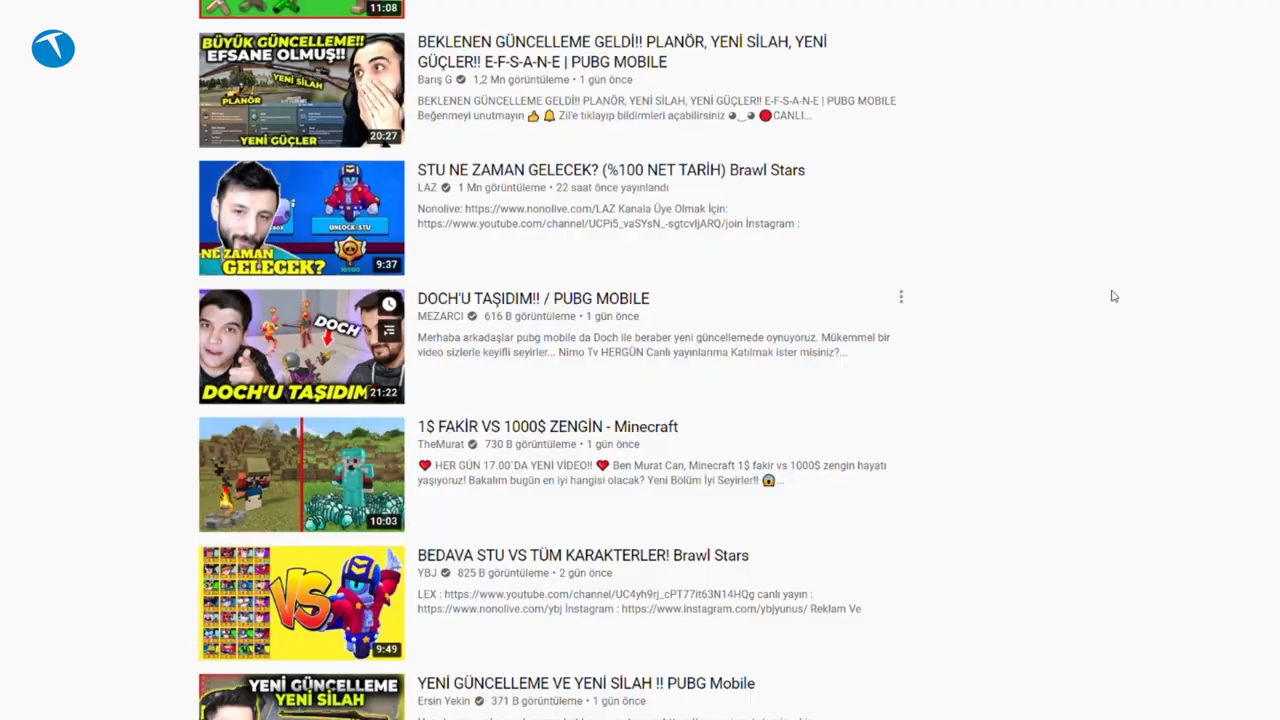 11:08
BÜYÜK GÜNCELLEME!!
EFSANE OLMUŞ!!
YENİ SİLAH
PLANÖR
YENİ GÜÇLER
20:27
BEKLENEN GÜNCELLEME GELDİ!! PLANÖR, YENİ SİLAH, YENİ
GÜÇLER!! E-F-S-A-N-E | PUBG MOBILE
Barış G 1,2 Mn görüntüleme • 1 gün önce
BEKLENEN GÜNCELLEME GELDİ!! PLANÖR, YENİ SİLAH, YENİ GÜÇLER!! E-F-S-A-N-E | PUBG MOBILE
Beğenmeyi unutmayın 👍 🔔 Zil'e tıklayıp bildirmleri açabilirsiniz ◕‿◕ 🔴CANLI...
UNLOCK STU
NE ZAMAN
GELECEK?
9:37
STU NE ZAMAN GELECEK? (%100 NET TARİH) Brawl Stars
LAZ 1 Mn görüntüleme • 22 saat önce yayınlandı
Nonolive: https://www.nonolive.com/LAZ Kanala Üye Olmak İçin:
https://www.youtube.com/channel/UCPi5_vaSYsN_-sgtcvIjARQ/join İnstagram :
DOCH
DOCH'U TAŞIDIM
21:22
DOCH'U TAŞIDIM!! / PUBG MOBILE
MEZARCI 616 B görüntüleme • 1 gün önce
Merhaba arkadaşlar pubg mobile da Doch ile beraber yeni güncellemede oynuyoruz. Mükemmel bir
video sizlerle keyifli seyirler... Nimo Tv HERGÜN Canlı yayınlarıma Katılmak ister misiniz?...
10:03
1$ FAKİR VS 1000$ ZENGİN - Minecraft
TheMurat 730 B görüntüleme • 1 gün önce
❤️ HER GÜN 17.00`DA YENİ VİDEO!! ❤️ Ben Murat Can, Minecraft 1$ fakir vs 1000$ zengin hayatı
yaşıyoruz! Bakalım bugün en iyi hangisi olacak? Yeni Bölüm İyi Seyirler!! 😱...
VS
9:49
BEDAVA STU VS TÜM KARAKTERLER! Brawl Stars
YBJ 825 B görüntüleme • 2 gün önce
LEX : https://www.youtube.com/channel/UC4yh9rj_cPT77it63N14HQg canlı yayın :
https://www.nonolive.com/ybj İnstagram : https://www.instagram.com/ybjyunus/ Reklam Ve
YENİ GÜNCELLEME
YENİ SİLAH
YENİ GÜNCELLEME VE YENİ SİLAH !! PUBG Mobile
Ersin Yekin 371 B görüntüleme • 1 gün önce